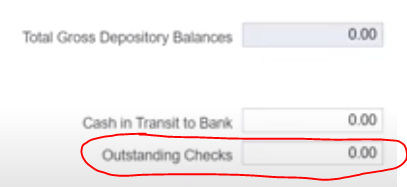 Total Gross Depository Balances 0.00
Cash in Transit to Bank 0.00
Outstanding Checks 0.00